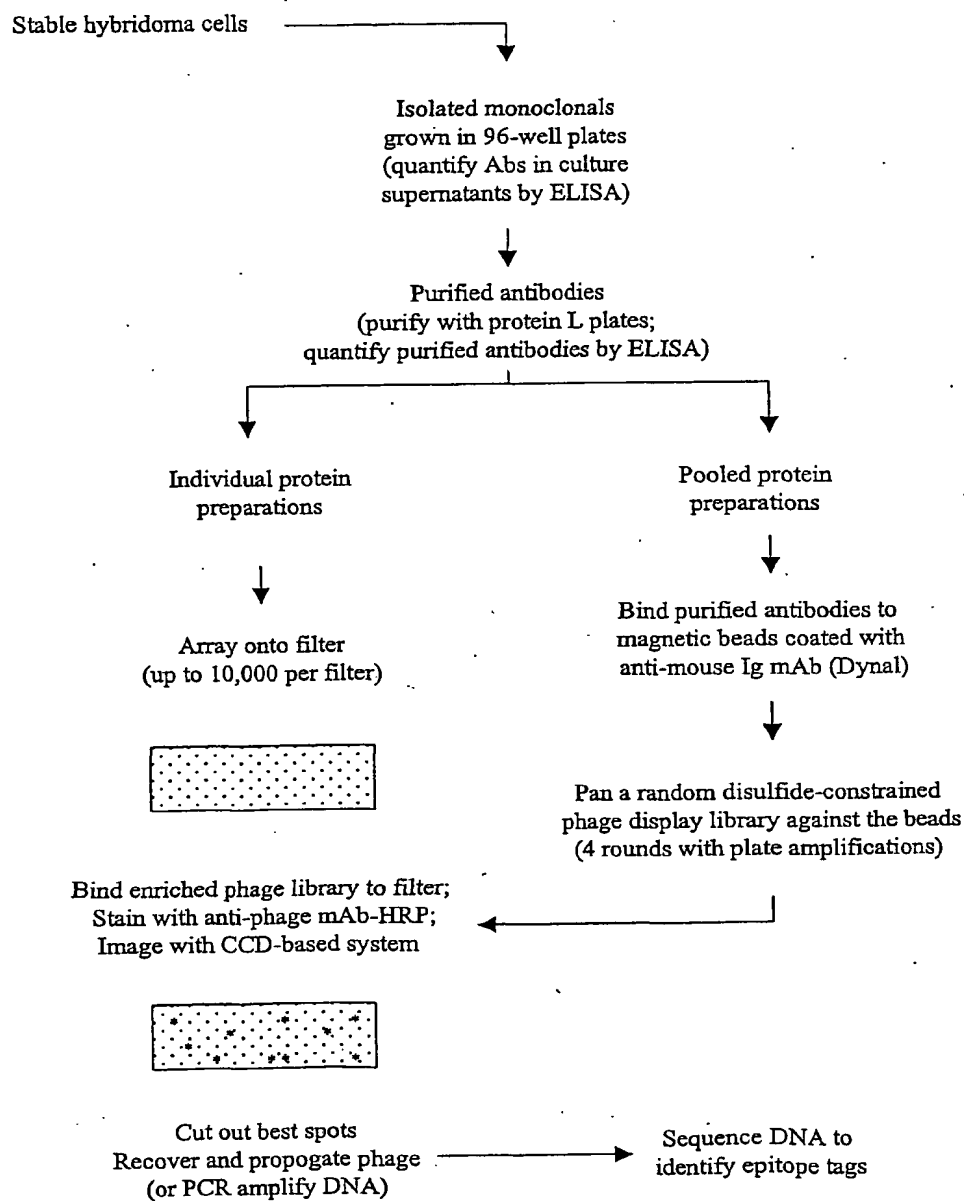 Stable hybridoma cells
Isolated monoclonals
grown in 96-well plates
(quantify Abs in culture
supernatants by ELISA)
Purified antibodies
(purify with protein L plates;
quantify purified antibodies by ELISA)
Individual protein
preparations
Pooled protein
preparations
Array onto filter
(up to 10,000 per filter)
Bind purified antibodies to
magnetic beads coated with
anti-mouse Ig mAb (Dynal)
Pan a random disulfide-constrained
phage display library against the beads
(4 rounds with plate amplifications)
Bind enriched phage library to filter;
Stain with anti-phage mAb-HRP;
Image with CCD-based system
Cut out best spots
Recover and propogate phage
(or PCR amplify DNA)
Sequence DNA to
identify epitope tags